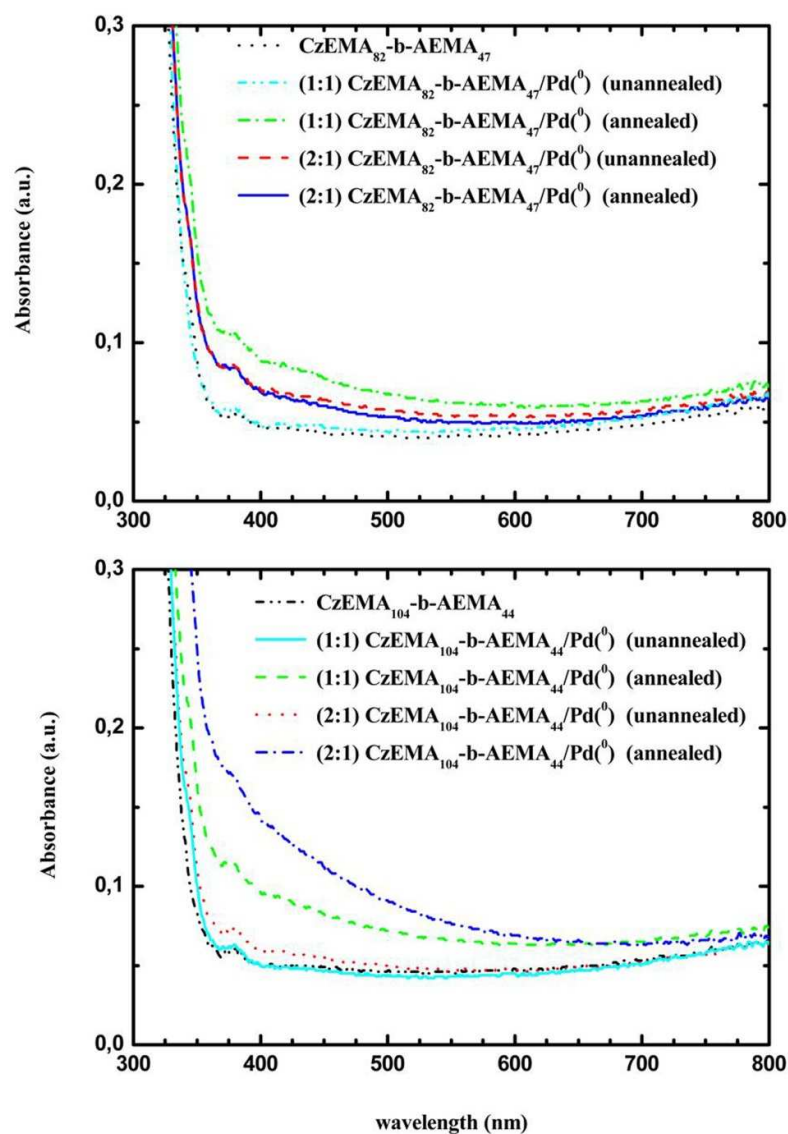 0,3
0,2
0,1
0,0
Absorbance (a.u.)
CzEMA82-b-AEMA47
(1:1) CzEMA82-b-AEMA47/Pd(0) (unannealed)
(1:1) CzEMA82-b-AEMA47/Pd(0) (annealed)
(2:1) CzEMA82-b-AEMA47/Pd(0) (unannealed)
(2:1) CzEMA82-b-AEMA47/Pd(0) (annealed)
300 400 500 600 700 800
0,3
0,2
0,1
0,0
Absorbance (a.u.)
CzEMA104-b-AEMA44
(1:1) CzEMA104-b-AEMA44/Pd(0) (unannealed)
(1:1) CzEMA104-b-AEMA44/Pd(0) (annealed)
(2:1) CzEMA104-b-AEMA44/Pd(0) (unannealed)
(2:1) CzEMA104-b-AEMA44/Pd(0) (annealed)
300 400 500 600 700 800
wavelength (nm)